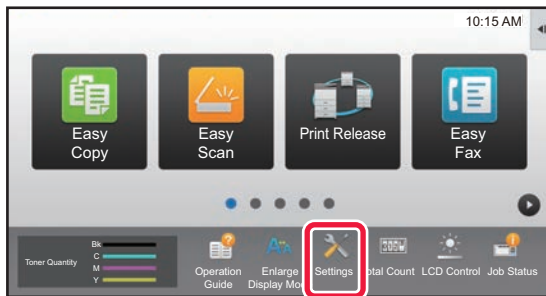 10:15 AM
Easy
Copy
Easy
Scan
Print Release
Easy
Fax
Toner Quantity
Bk
C
M
Y
Operation
Guide
Enlarge
Display Mo
Settings
otal Count
LCD Control
Job Status